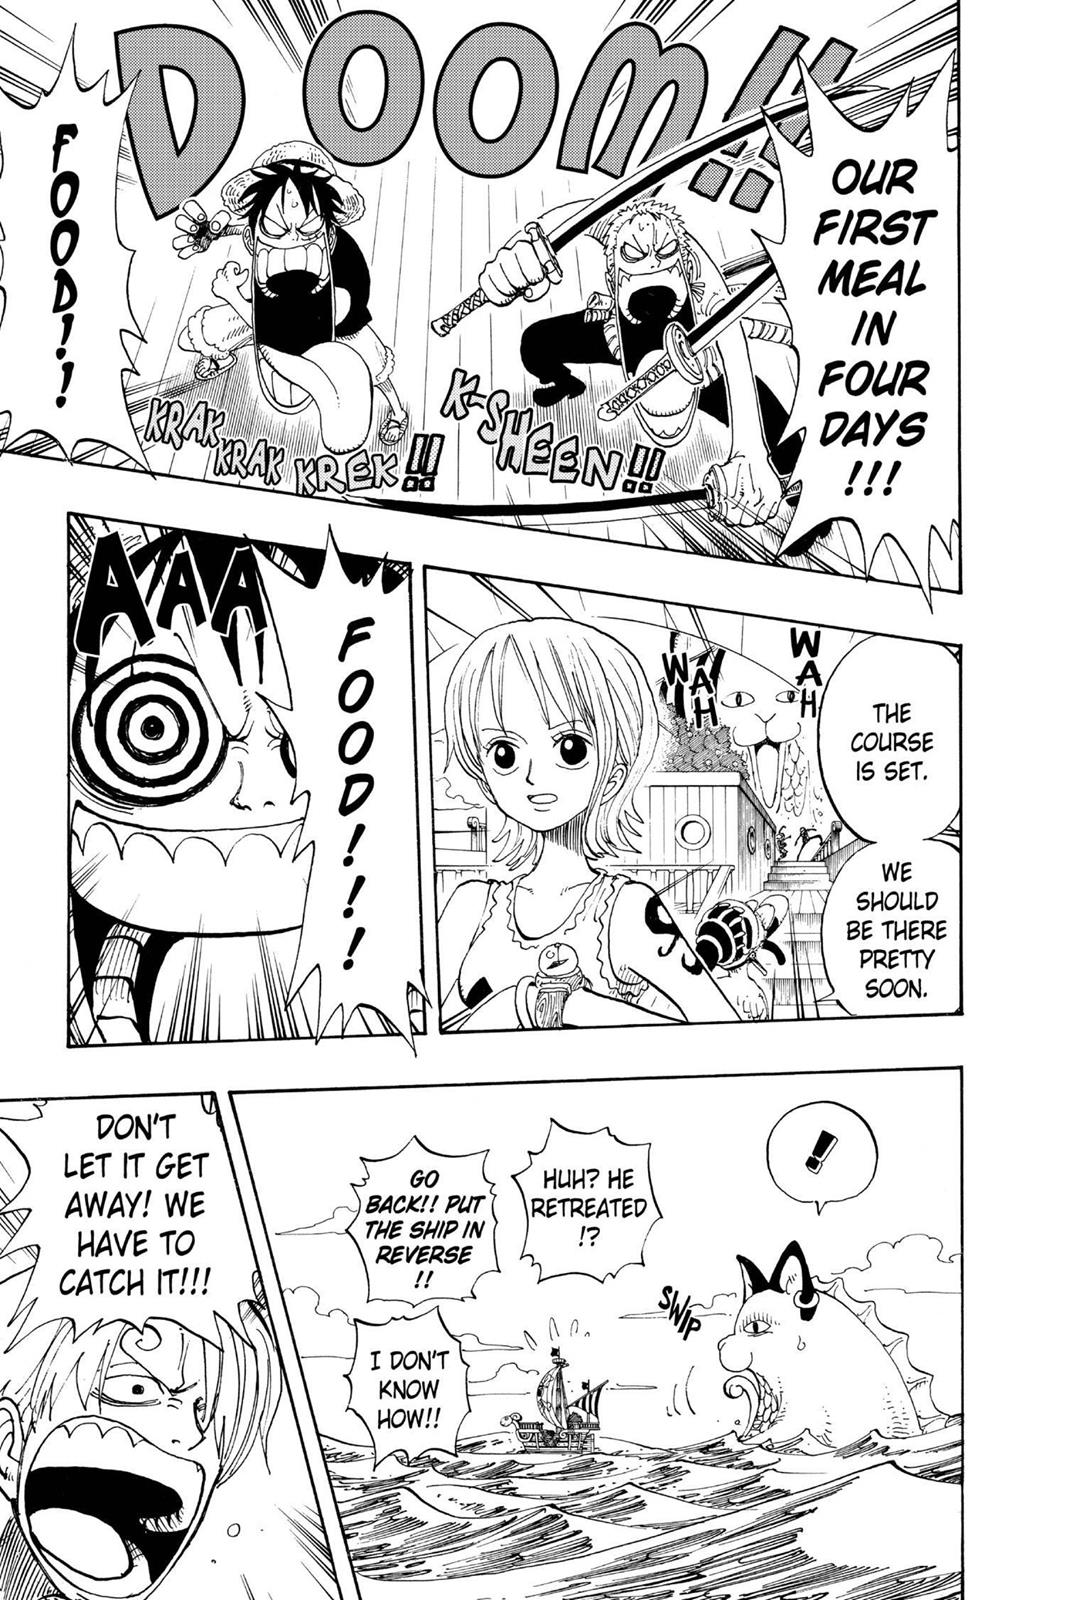 DOOM!!
OUR
FIRST
MEAL
IN
FOUR
DAYS
!!!
K-SHEEN!!
FOOD!!
KRAK
KRAK
KREK!!
WAH
WAH
THE
COURSE
IS SET.
WE
SHOULD
BE THERE
PRETTY
SOON.
FOOD!!!
AAAA
!
SWIP
HUH? HE
RETREATED
!?
GO
BACK!! PUT
THE SHIP IN
REVERSE
!!
I DON'T
KNOW
HOW!!
DON'T
LET IT GET
AWAY! WE
HAVE TO
CATCH IT!!!